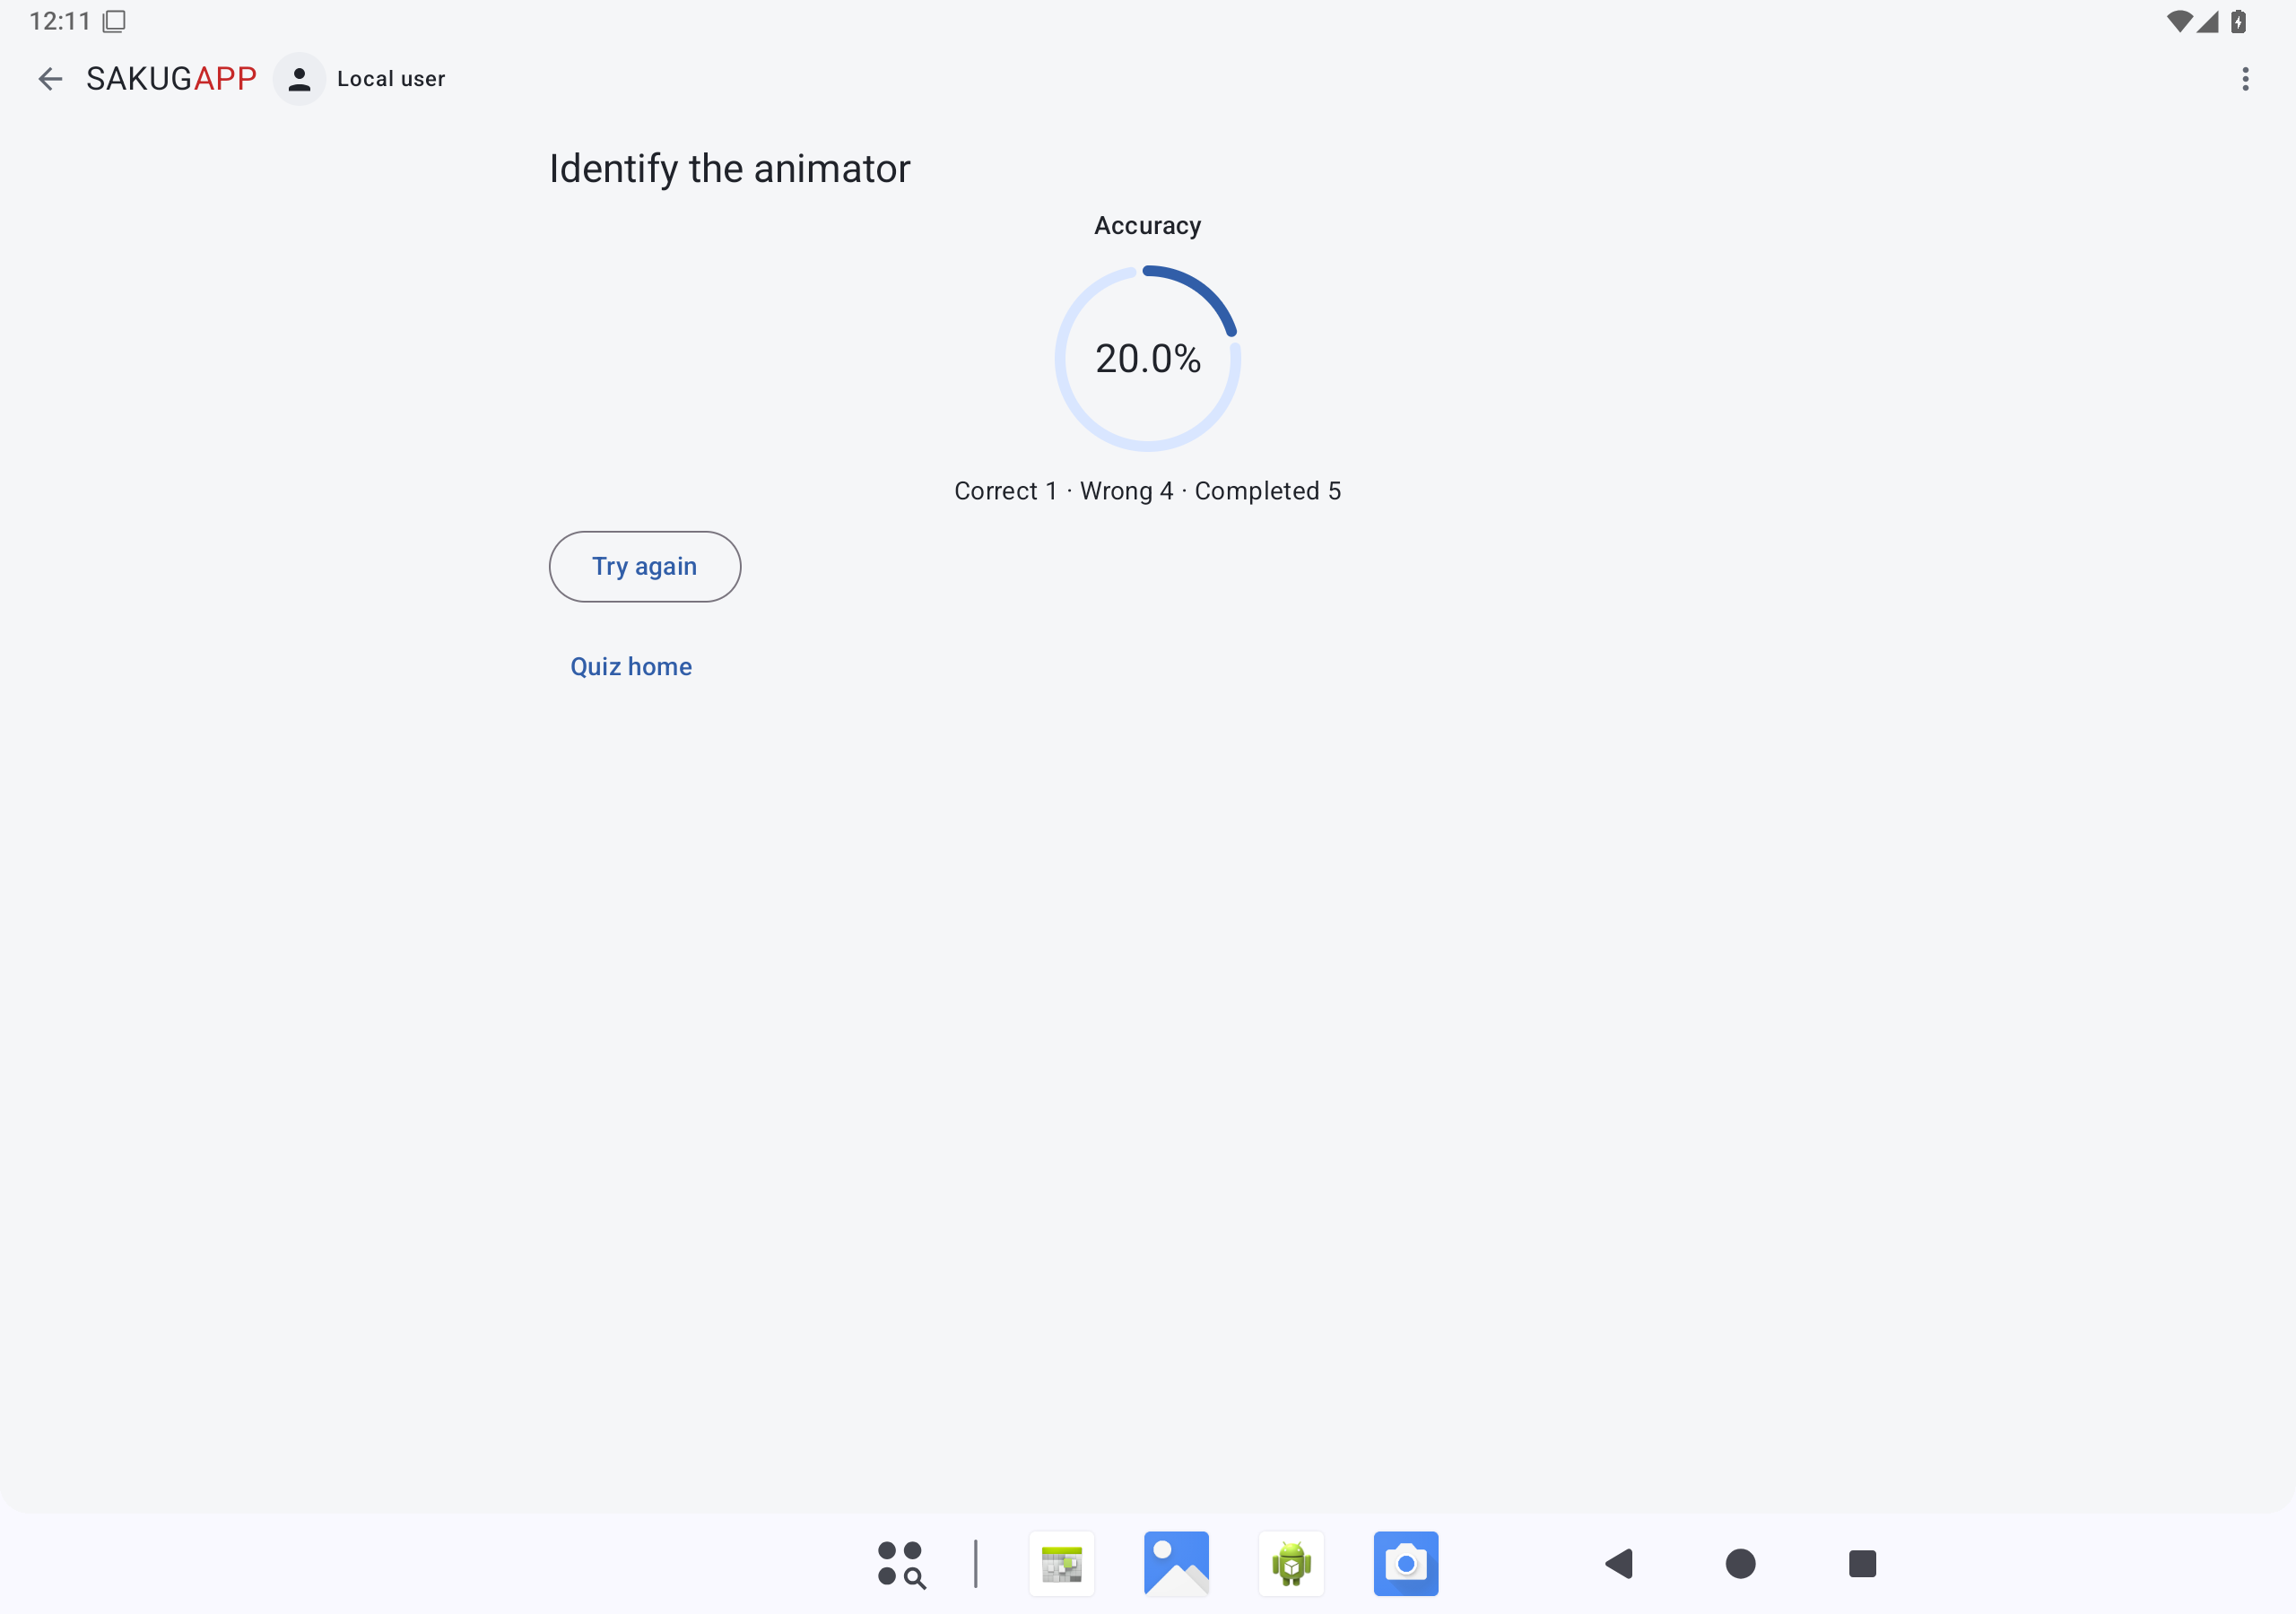 12:11
SAKUGAPP Local user
Identify the animator
Accuracy
20.0%
Correct 1 · Wrong 4 · Completed 5
Try again
Quiz home